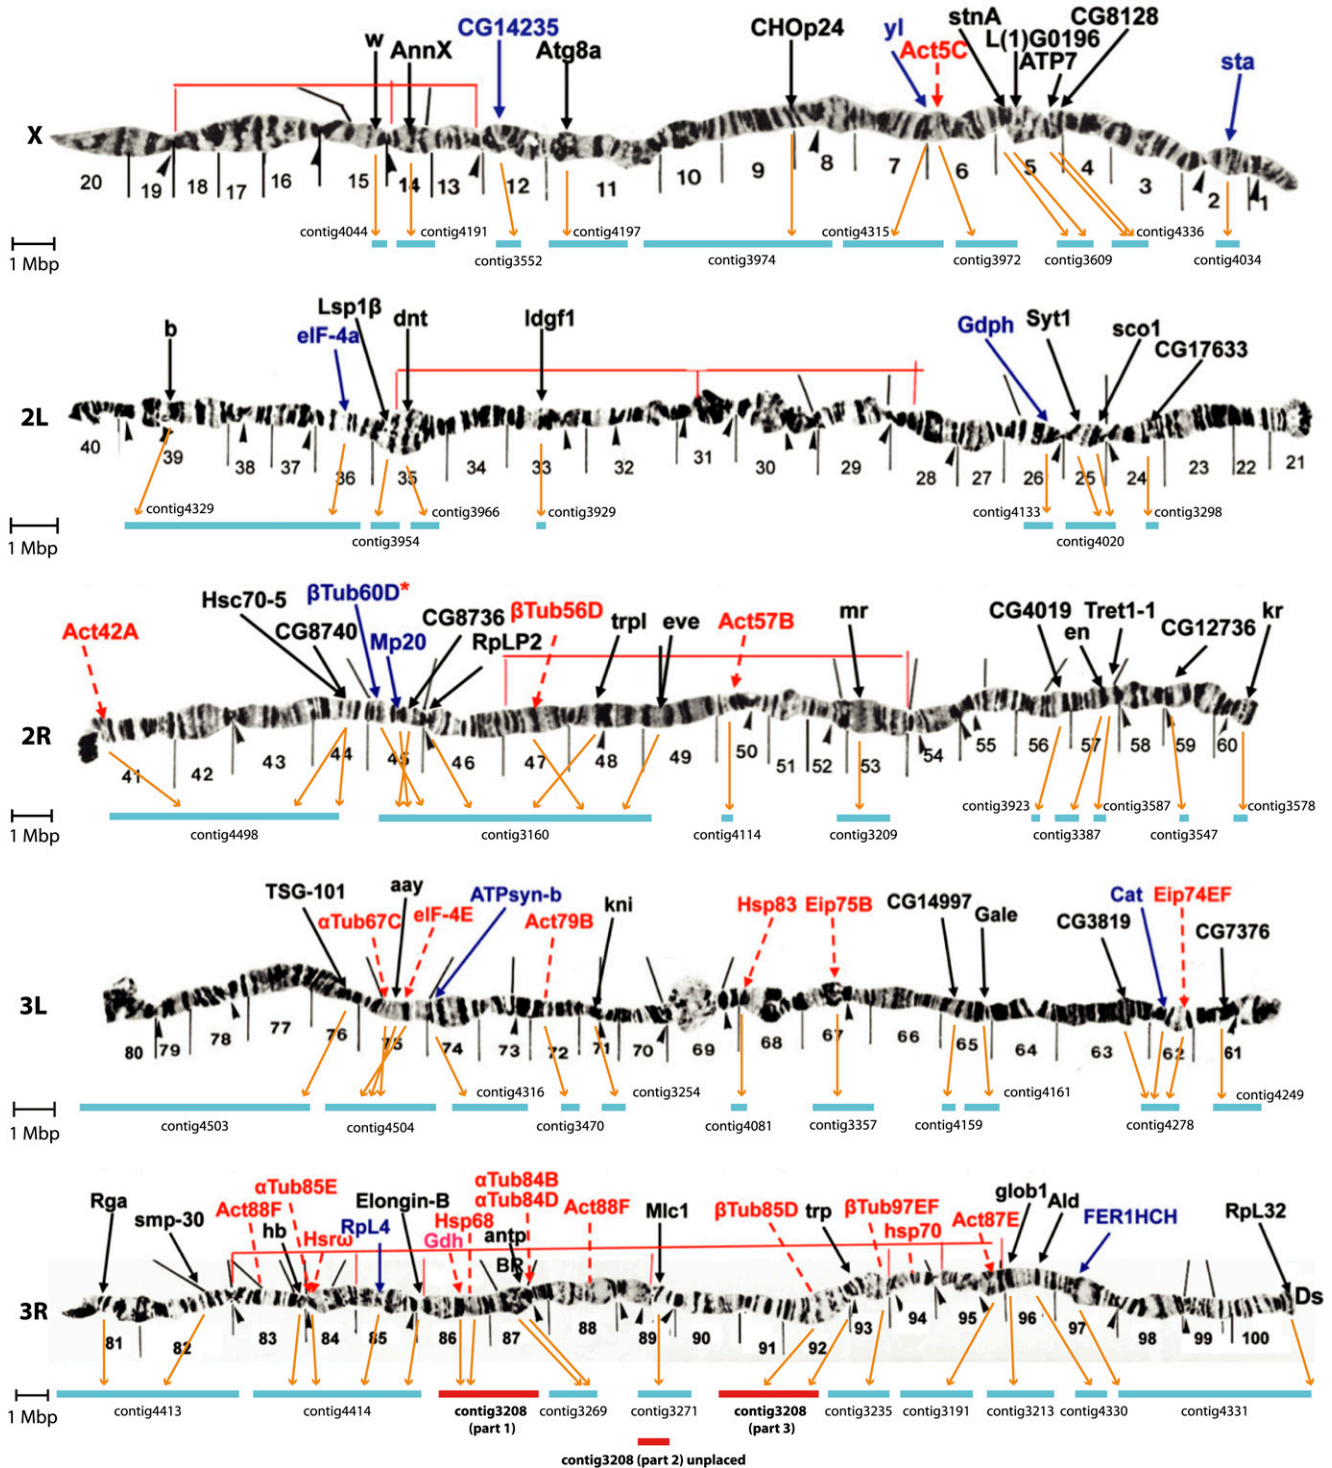 CG14235
w
AnnX
Atg8a
CHOp24
yl
Act5C
stnA
L(1)G0196
ATP7
CG8128
sta
X
20 19 18 17 16 15 14 13 12 11 10 9 8 7 6 5 4 3 2 1
contig4044 contig4191 contig4197 contig4315 contig4336
1 Mbp
contig3552 contig3974 contig3972 contig3609 contig4034
b
eIF-4a
Lsp1β
dnt
Idgf1
Gdph
Syt1
sco1
CG17633
2L
40 39 38 37 36 35 34 33 32 31 30 29 28 27 26 25 24 23 22 21
contig4329 contig3966 contig3929 contig4133 contig3298
1 Mbp
contig3954 contig4020
Act42A
Hsc70-5
CG8740
βTub60D*
Mp20
CG8736
RpLP2
βTub56D
trpl
eve
Act57B
mr
CG4019
en
Tret1-1
CG12736
kr
2R
41 42 43 44 45 46 47 48 49 50 51 52 53 54 55 56 57 58 59 60
contig3923 contig3587 contig3578
1 Mbp
contig4498 contig3160 contig4114 contig3209 contig3387 contig3547
TSG-101
αTub67C
aay
eIF-4E
ATPsyn-b
Act79B
kni
Hsp83
Eip75B
CG14997
Gale
CG3819
Cat
Eip74EF
CG7376
3L
80 79 78 77 76 75 74 73 72 71 70 69 68 67 66 65 64 63 62 61
contig4316 contig3254 contig4161 contig4249
1 Mbp
contig4503 contig4504 contig3470 contig4081 contig3357 contig4159 contig4278
Rga
smp-30
Act88F
αTub85E
hb
Hsrω
RpL4
Elongin-B
Gdh
Hsp68
αTub84B
αTub84D
antp
BR
Act88F
Mlc1
βTub85D
trp
βTub97EF
hsp70
Act87E
glob1
Ald
FER1HCH
RpL32
Ds
3R
81 82 83 84 85 86 87 88 89 90 91 92 93 94 95 96 97 98 99 100
1 Mbp
contig4413 contig4414 contig3208 contig3269 contig3271 contig3208 contig3235 contig3191 contig3213 contig4330 contig4331
(part 1) (part 3)
contig3208 (part 2) unplaced